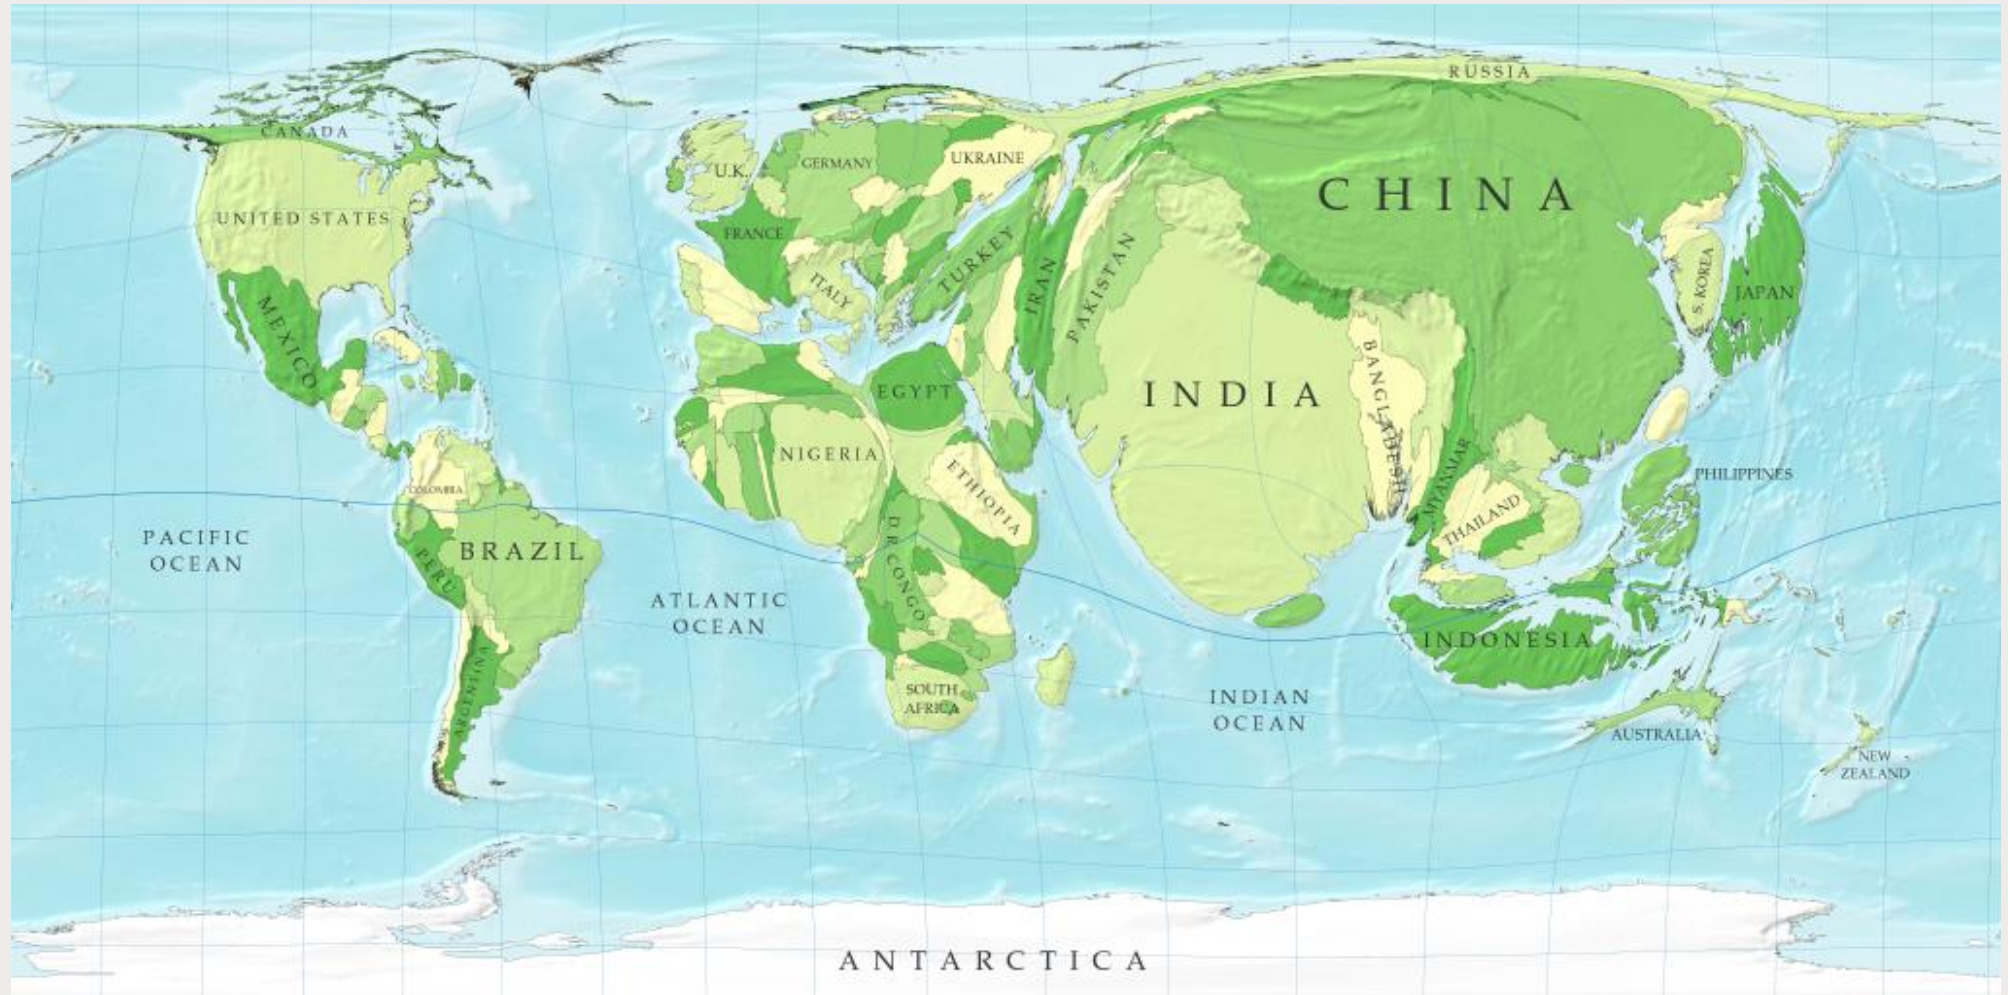 RUSSIA
CANADA
U.K.
GERMANY
UKRAINE
CHINA
UNITED STATES
FRANCE
TURKEY
ITALY
IRAN
PAKISTAN
S. KOREA
JAPAN
MEXICO
EGYPT
INDIA
BANGLADESH
NIGERIA
ETHIOPIA
MYANMAR
PHILIPPINES
COLOMBIA
THAILAND
PACIFIC
OCEAN
BRAZIL
PERU
D R CONGO
ATLANTIC
OCEAN
INDONESIA
ARGENTINA
SOUTH
AFRICA
INDIAN
OCEAN
AUSTRALIA
NEW
ZEALAND
ANTARCTICA